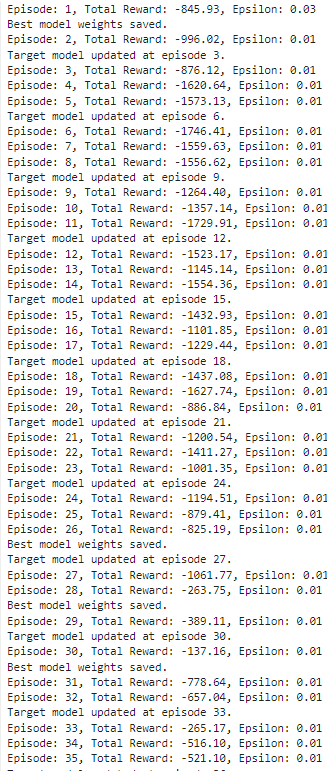 Episode: 1, Total Reward: -845.93, Epsilon: 0.03
Best model weights saved.
Episode: 2, Total Reward: -996.02, Epsilon: 0.01
Target model updated at episode 3.
Episode: 3, Total Reward: -876.12, Epsilon: 0.01
Episode: 4, Total Reward: -1620.64, Epsilon: 0.01
Episode: 5, Total Reward: -1573.13, Epsilon: 0.01
Target model updated at episode 6.
Episode: 6, Total Reward: -1746.41, Epsilon: 0.01
Episode: 7, Total Reward: -1559.63, Epsilon: 0.01
Episode: 8, Total Reward: -1556.62, Epsilon: 0.01
Target model updated at episode 9.
Episode: 9, Total Reward: -1264.40, Epsilon: 0.01
Episode: 10, Total Reward: -1357.14, Epsilon: 0.01
Episode: 11, Total Reward: -1729.91, Epsilon: 0.01
Target model updated at episode 12.
Episode: 12, Total Reward: -1523.17, Epsilon: 0.01
Episode: 13, Total Reward: -1145.14, Epsilon: 0.01
Episode: 14, Total Reward: -1554.36, Epsilon: 0.01
Target model updated at episode 15.
Episode: 15, Total Reward: -1432.93, Epsilon: 0.01
Episode: 16, Total Reward: -1101.85, Epsilon: 0.01
Episode: 17, Total Reward: -1229.44, Epsilon: 0.01
Target model updated at episode 18.
Episode: 18, Total Reward: -1437.08, Epsilon: 0.01
Episode: 19, Total Reward: -1627.74, Epsilon: 0.01
Episode: 20, Total Reward: -886.84, Epsilon: 0.01
Target model updated at episode 21.
Episode: 21, Total Reward: -1200.54, Epsilon: 0.01
Episode: 22, Total Reward: -1411.27, Epsilon: 0.01
Episode: 23, Total Reward: -1001.35, Epsilon: 0.01
Target model updated at episode 24.
Episode: 24, Total Reward: -1194.51, Epsilon: 0.01
Episode: 25, Total Reward: -879.41, Epsilon: 0.01
Episode: 26, Total Reward: -825.19, Epsilon: 0.01
Best model weights saved.
Target model updated at episode 27.
Episode: 27, Total Reward: -1061.77, Epsilon: 0.01
Episode: 28, Total Reward: -263.75, Epsilon: 0.01
Best model weights saved.
Episode: 29, Total Reward: -389.11, Epsilon: 0.01
Target model updated at episode 30.
Episode: 30, Total Reward: -137.16, Epsilon: 0.01
Best model weights saved.
Episode: 31, Total Reward: -778.64, Epsilon: 0.01
Episode: 32, Total Reward: -657.04, Epsilon: 0.01
Target model updated at episode 33.
Episode: 33, Total Reward: -265.17, Epsilon: 0.01
Episode: 34, Total Reward: -516.10, Epsilon: 0.01
Episode: 35, Total Reward: -521.10, Epsilon: 0.01